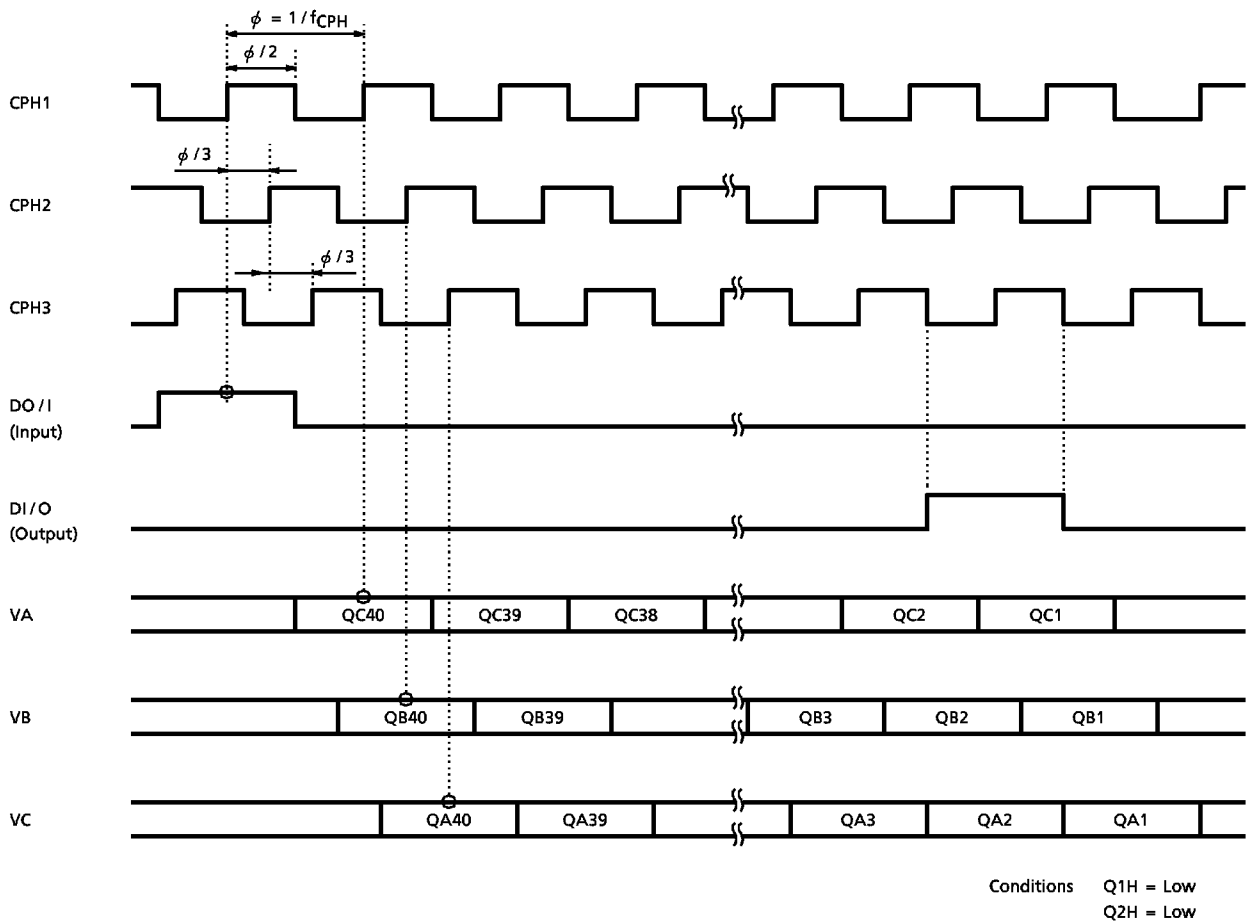 ϕ = 1 / fCPH
ϕ / 2
CPH1
ϕ / 3
CPH2
ϕ / 3
CPH3
DO / I
(Input)
DI / O
(Output)
VA
QC40 QC39 QC38 QC2 QC1
VB
QB40 QB39 QB3 QB2 QB1
VC
QA40 QA39 QA3 QA2 QA1
Conditions Q1H = Low
Q2H = Low